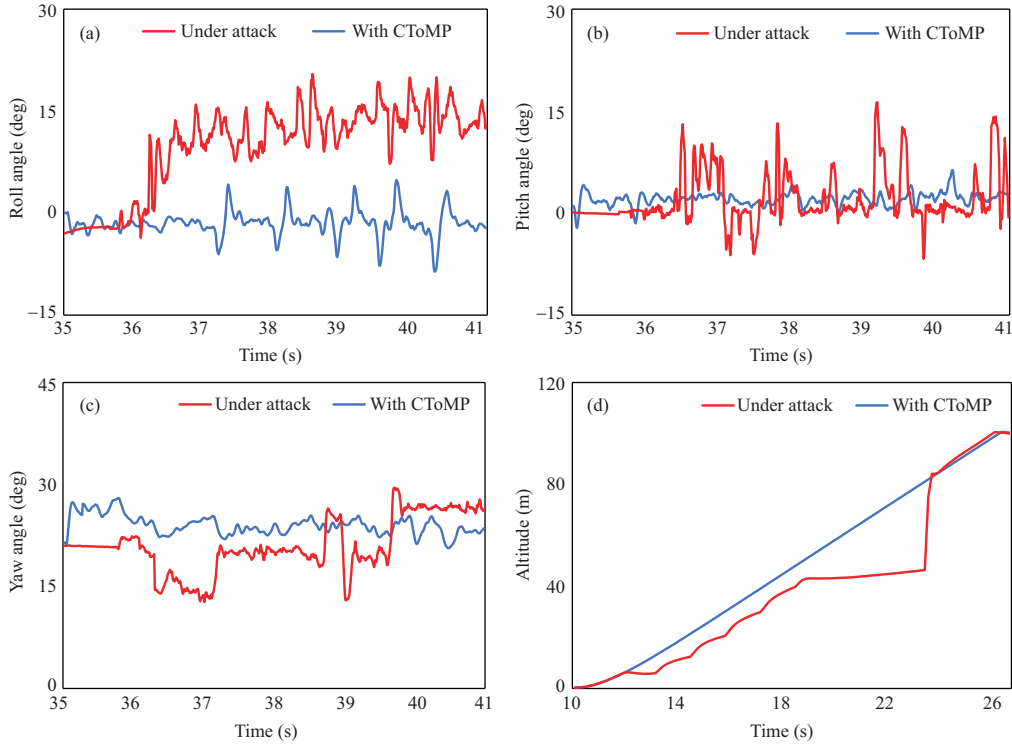 30
(a) Under attack With CToMP
15
0
−15
35 36 37 38 39 40 41
Roll angle (deg)
Time (s)
30
(b) Under attack With CToMP
15
0
−15
35 36 37 38 39 40 41
Pitch angle (deg)
Time (s)
45
(c) Under attack With CToMP
30
15
0
35 36 37 38 39 40 41
Yaw angle (deg)
Time (s)
120
(d) Under attack With CToMP
80
40
0
10 14 18 22 26
Altitude (m)
Time (s)